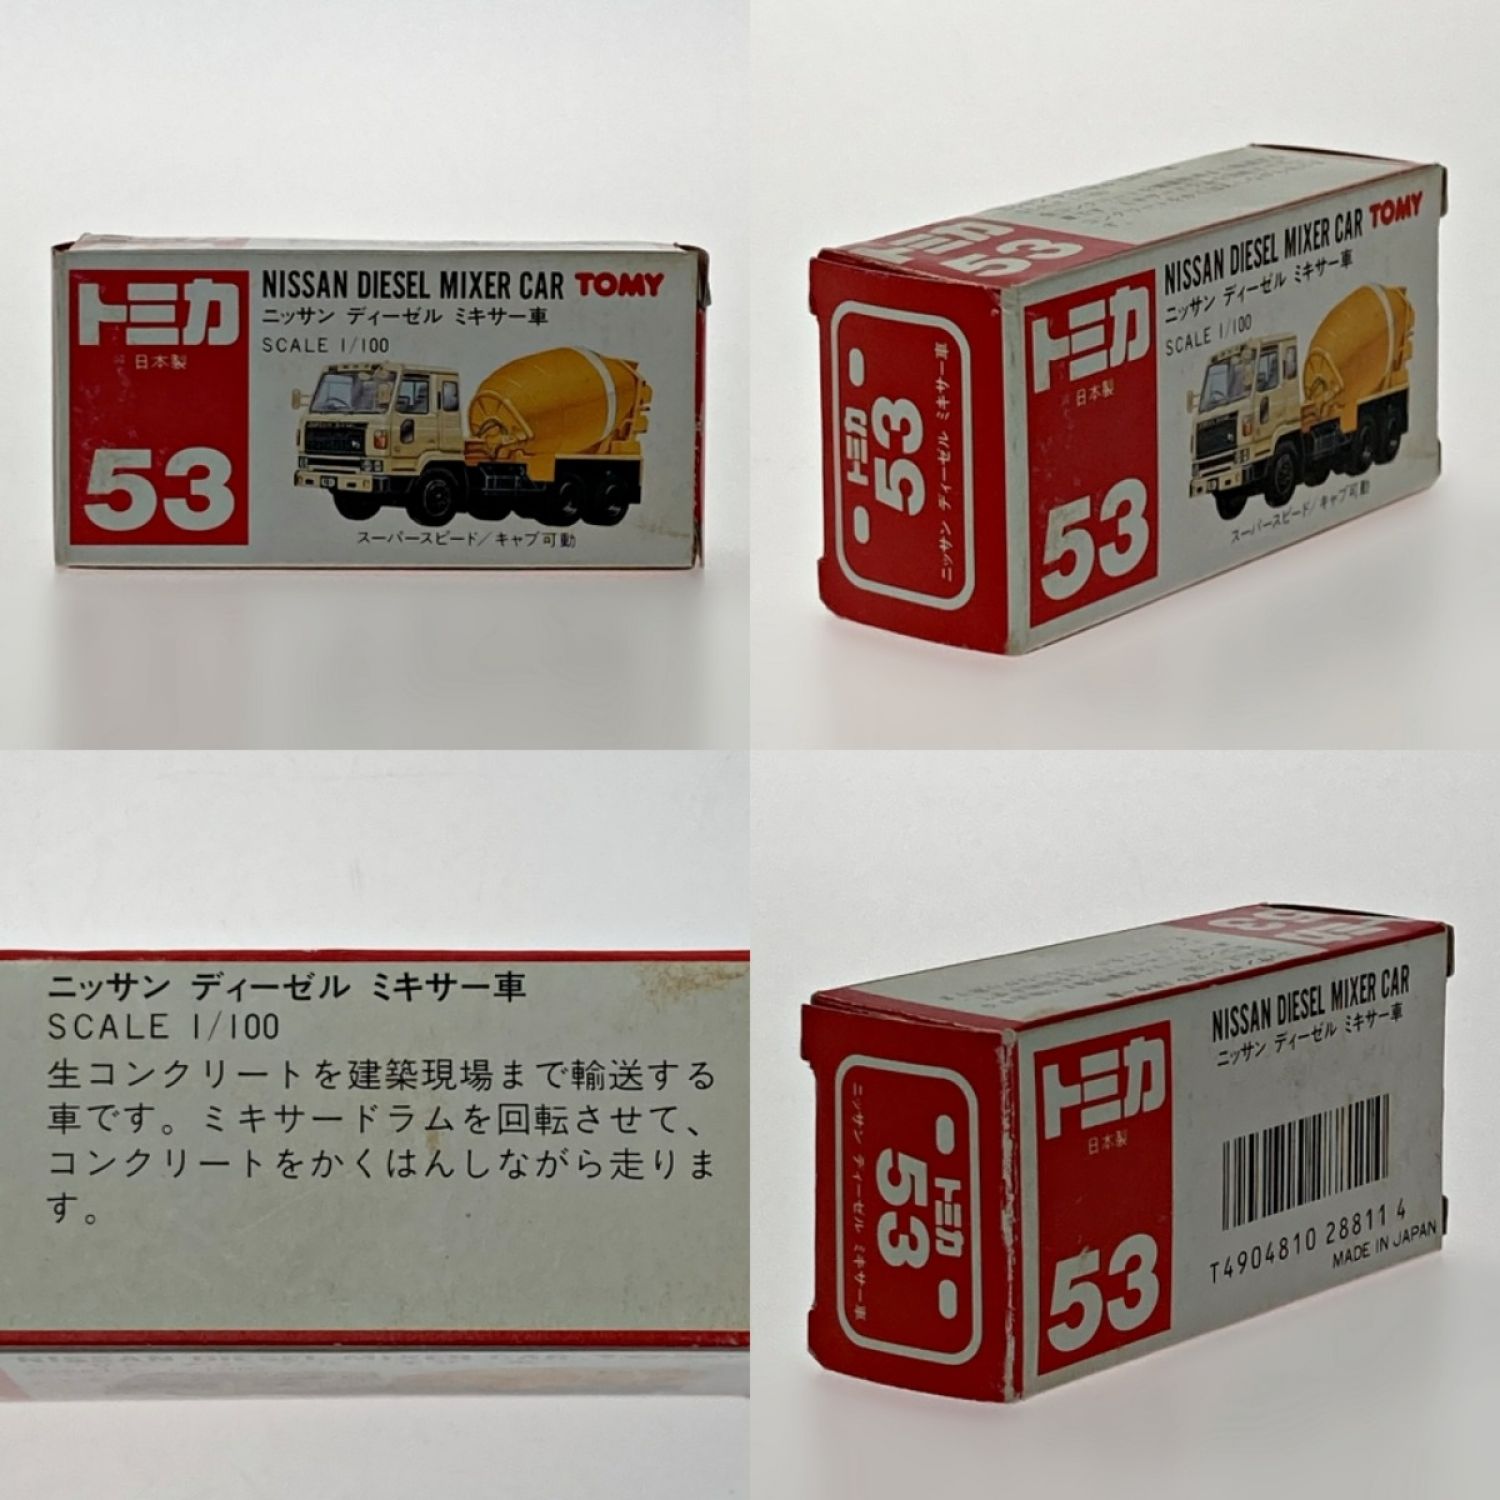 トミカ
日本製
53
NISSAN DIESEL MIXER CAR TOMY
ニッサン ディーゼル ミキサー車
SCALE 1/100
スーパースピード/キャブ可動
トミカ
53
トミカ
53
ニッサン ディーゼル ミキサー車
トミカ
日本製
53
NISSAN DIESEL MIXER CAR TOMY
ニッサン ディーゼル ミキサー車
SCALE 1/100
スーパースピード/キャブ可動
ニッサン ディーゼル ミキサー車
SCALE 1/100
生コンクリートを建築現場まで輸送する
車です。ミキサードラムを回転させて、
コンクリートをかくはんしながら走りま
す。
53
トミカ
53
ニッサン ディーゼル ミキサー車
トミカ
日本製
53
NISSAN DIESEL MIXER CAR
ニッサン ディーゼル ミキサー車
T4904810 28811 4
MADE IN JAPAN